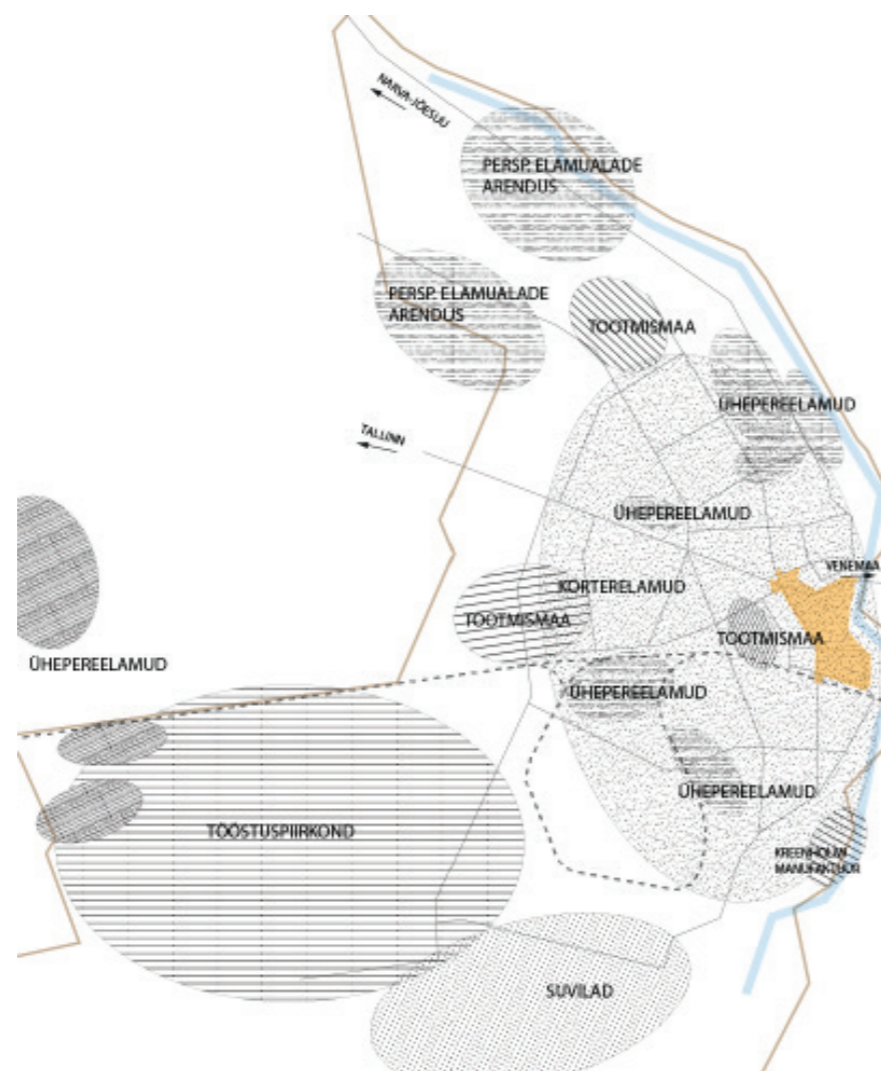 NARVA-JÕESUU
PERSP. ELAMUALADE
ARENDUS
PERSP. ELAMUALADE
ARENDUS
TOOTMISMAA
ÜHEPEREELAMUD
TALLINN
ÜHEPEREELAMUD
VENEMAA
KORTERELAMUD
TOOTMISMAA
TOOTMISMAA
ÜHEPEREELAMUD
ÜHEPEREELAMUD
ÜHEPEREELAMUD
TÖÖSTUSPIIRKOND
KREENHOLMI
MANUFAKTUUR
SUVILAD